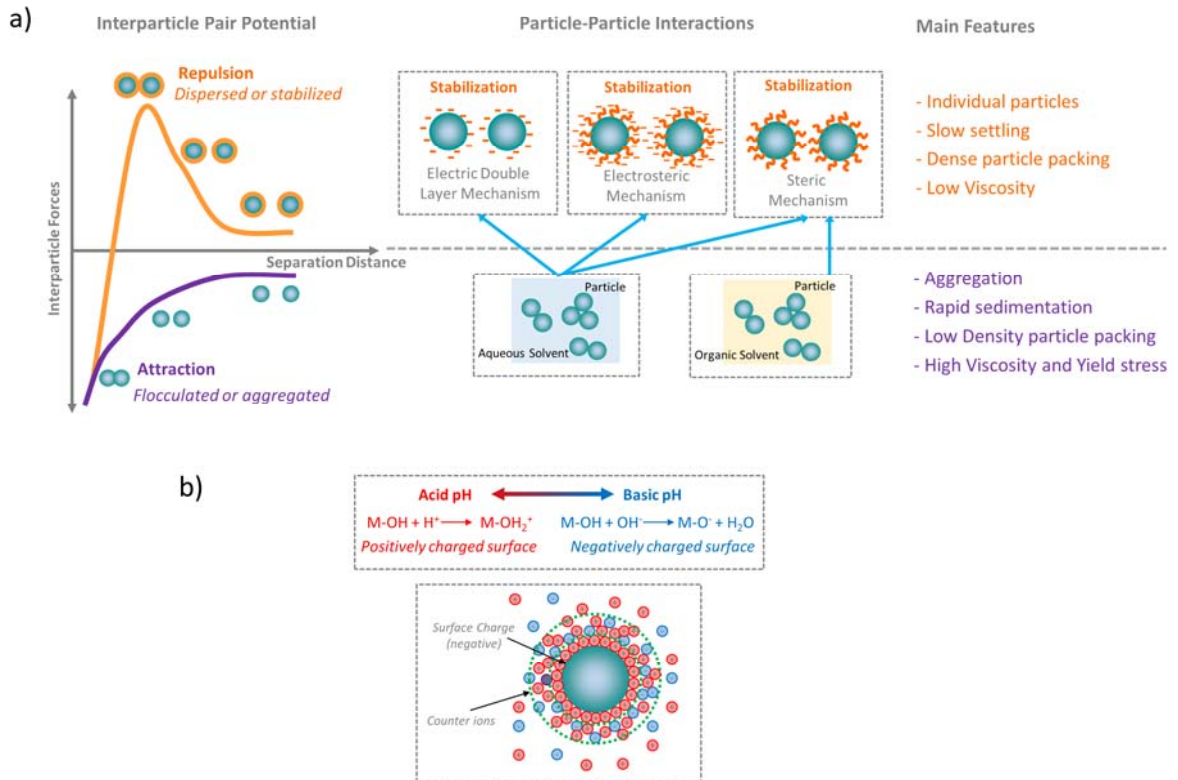 a)
Interparticle Pair Potential
Particle-Particle Interactions
Main Features
Interparticle Forces
Repulsion
Dispersed or stabilized
Separation Distance
Attraction
Flocculated or aggregated
Stabilization
Electric Double
Layer Mechanism
Stabilization
Electrosteric
Mechanism
Stabilization
Steric
Mechanism
Particle
Aqueous Solvent
Particle
Organic Solvent
- Individual particles
- Slow settling
- Dense particle packing
- Low Viscosity
- Aggregation
- Rapid sedimentation
- Low Density particle packing
- High Viscosity and Yield stress
b)
Acid pH
Basic pH
M-OH + H⁺ → M-OH₂⁺
M-OH + OH⁻ → M-O⁻ + H₂O
Positively charged surface
Negatively charged surface
Surface Charge
(negative)
Counter ions